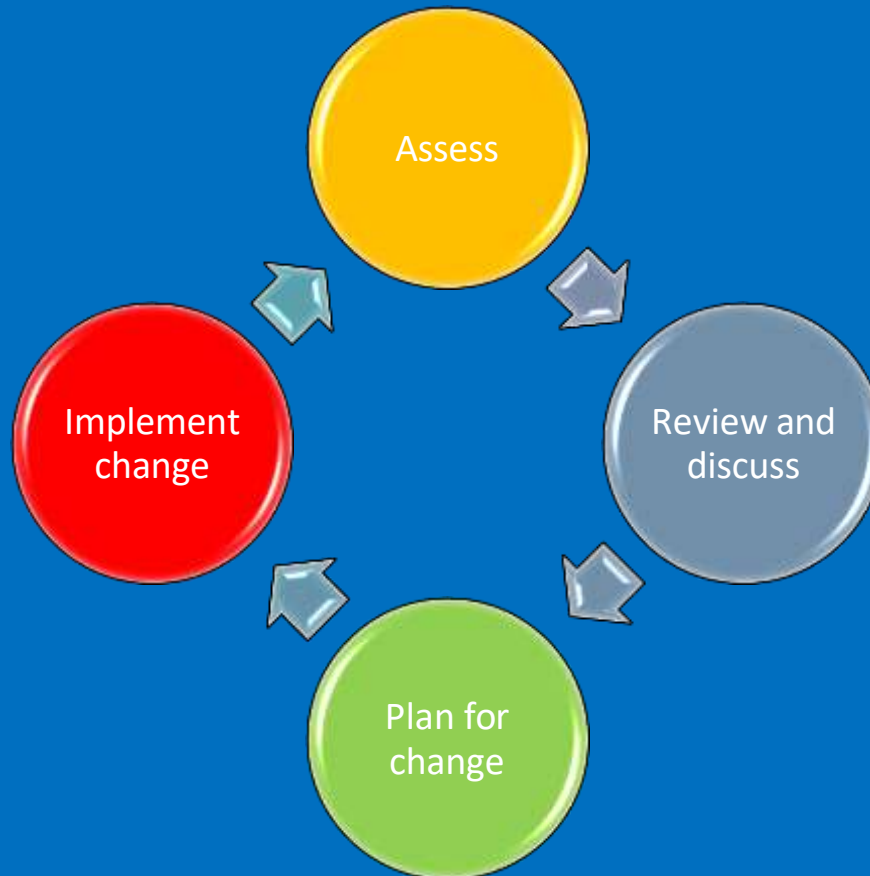 Assess
Review and
discuss
Plan for
change
Implement
change